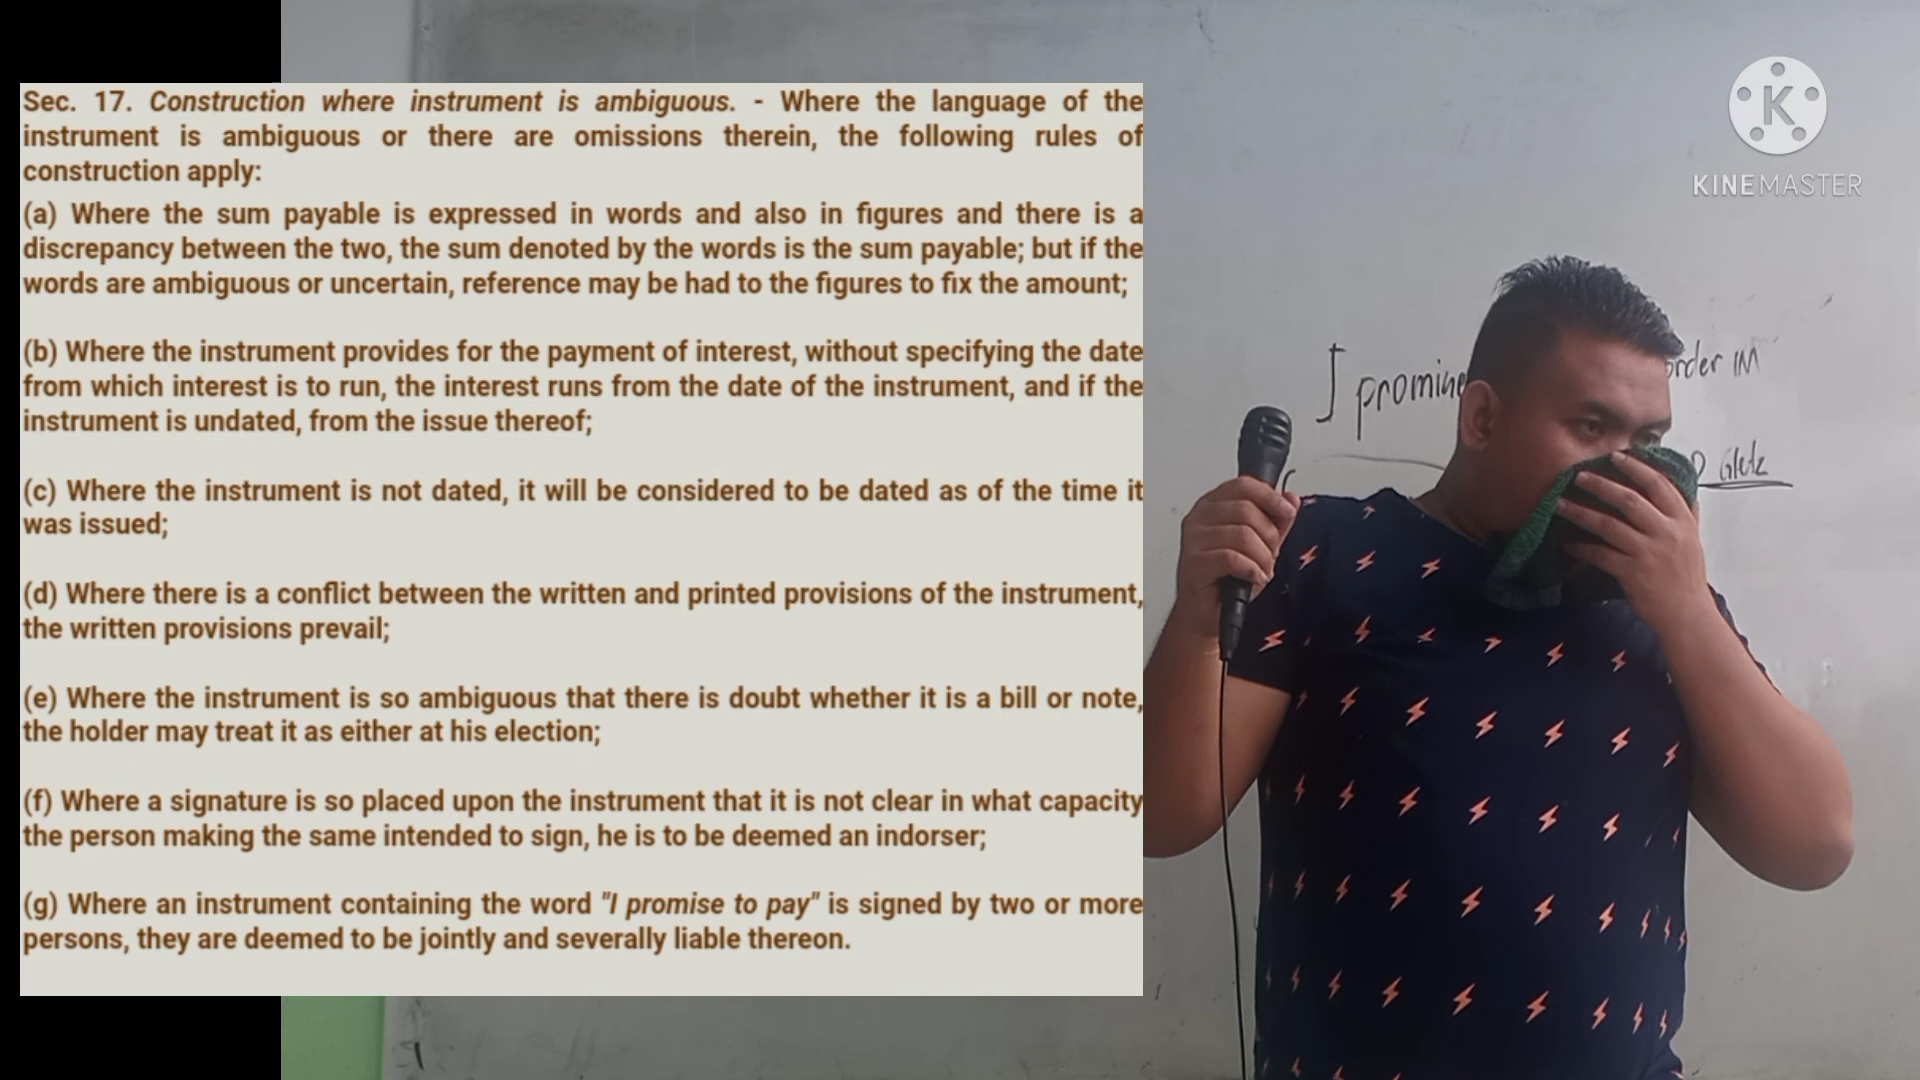 Sec. 17. Construction where instrument is ambiguous. - Where the language of the
instrument is ambiguous or there are omissions therein, the following rules of
construction apply:
(a) Where the sum payable is expressed in words and also in figures and there is a
discrepancy between the two, the sum denoted by the words is the sum payable; but if the
words are ambiguous or uncertain, reference may be had to the figures to fix the amount;
(b) Where the instrument provides for the payment of interest, without specifying the date
from which interest is to run, the interest runs from the date of the instrument, and if the
instrument is undated, from the issue thereof;
(c) Where the instrument is not dated, it will be considered to be dated as of the time it
was issued;
(d) Where there is a conflict between the written and printed provisions of the instrument,
the written provisions prevail;
(e) Where the instrument is so ambiguous that there is doubt whether it is a bill or note,
the holder may treat it as either at his election;
(f) Where a signature is so placed upon the instrument that it is not clear in what capacity
the person making the same intended to sign, he is to be deemed an indorser;
(g) Where an instrument containing the word "I promise to pay" is signed by two or more
persons, they are deemed to be jointly and severally liable thereon.
K
KINEMASTER
I promise order 1M